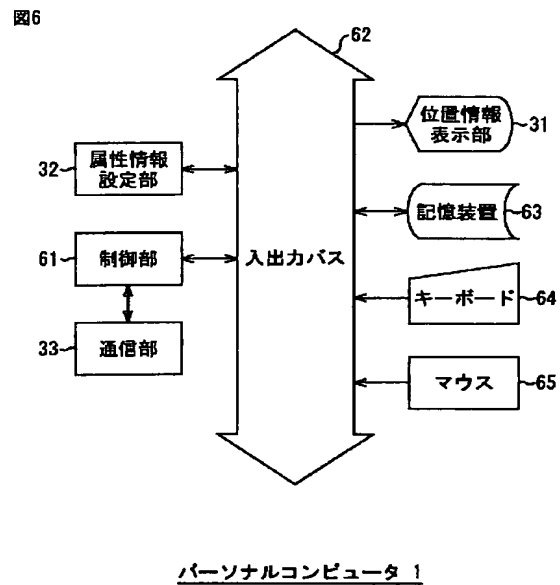 図6
62
位置情報
表示部
31
属性情報
設定部
32
記憶装置
63
61
制御部
入出力バス
キーボード
64
33
通信部
マウス
65
パーソナルコンピュータ 1